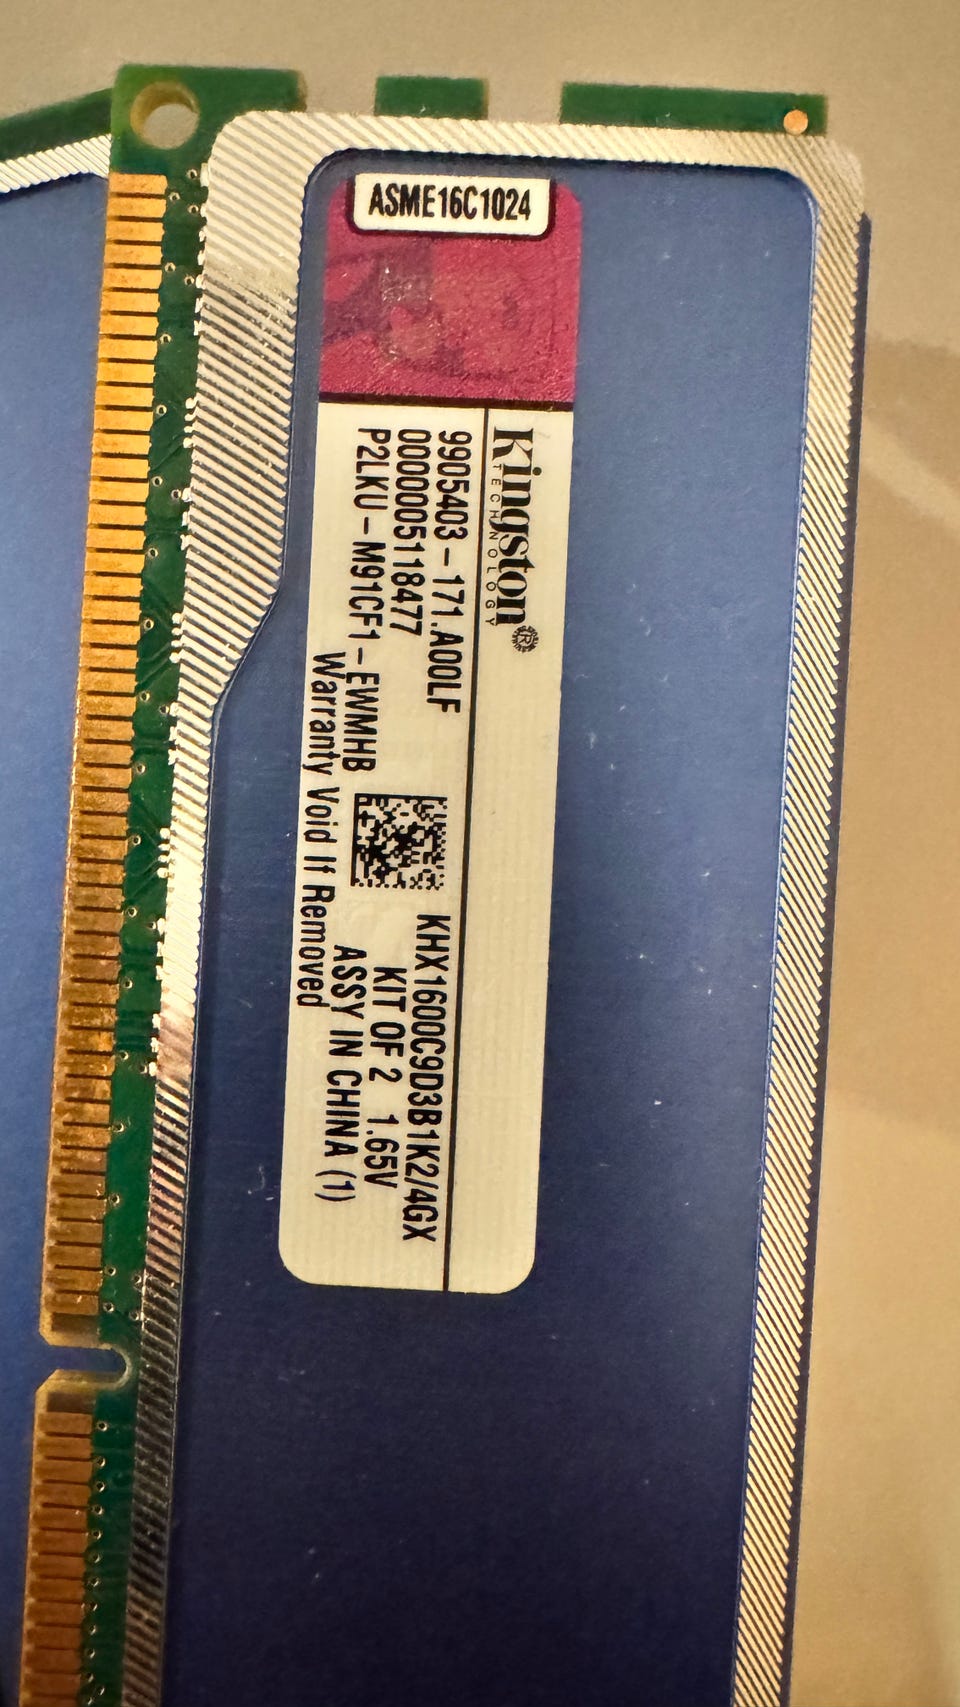 ASME16C1024
Kingston®
TECHNOLOGY
9905403-171.A00LF
0000005118477
P2LKU-M91CF1-EWMHB
Warranty Void If Removed
KHX1600C9D3B1K2/4GX
KIT OF 2 1.65V
ASSY IN CHINA (1)